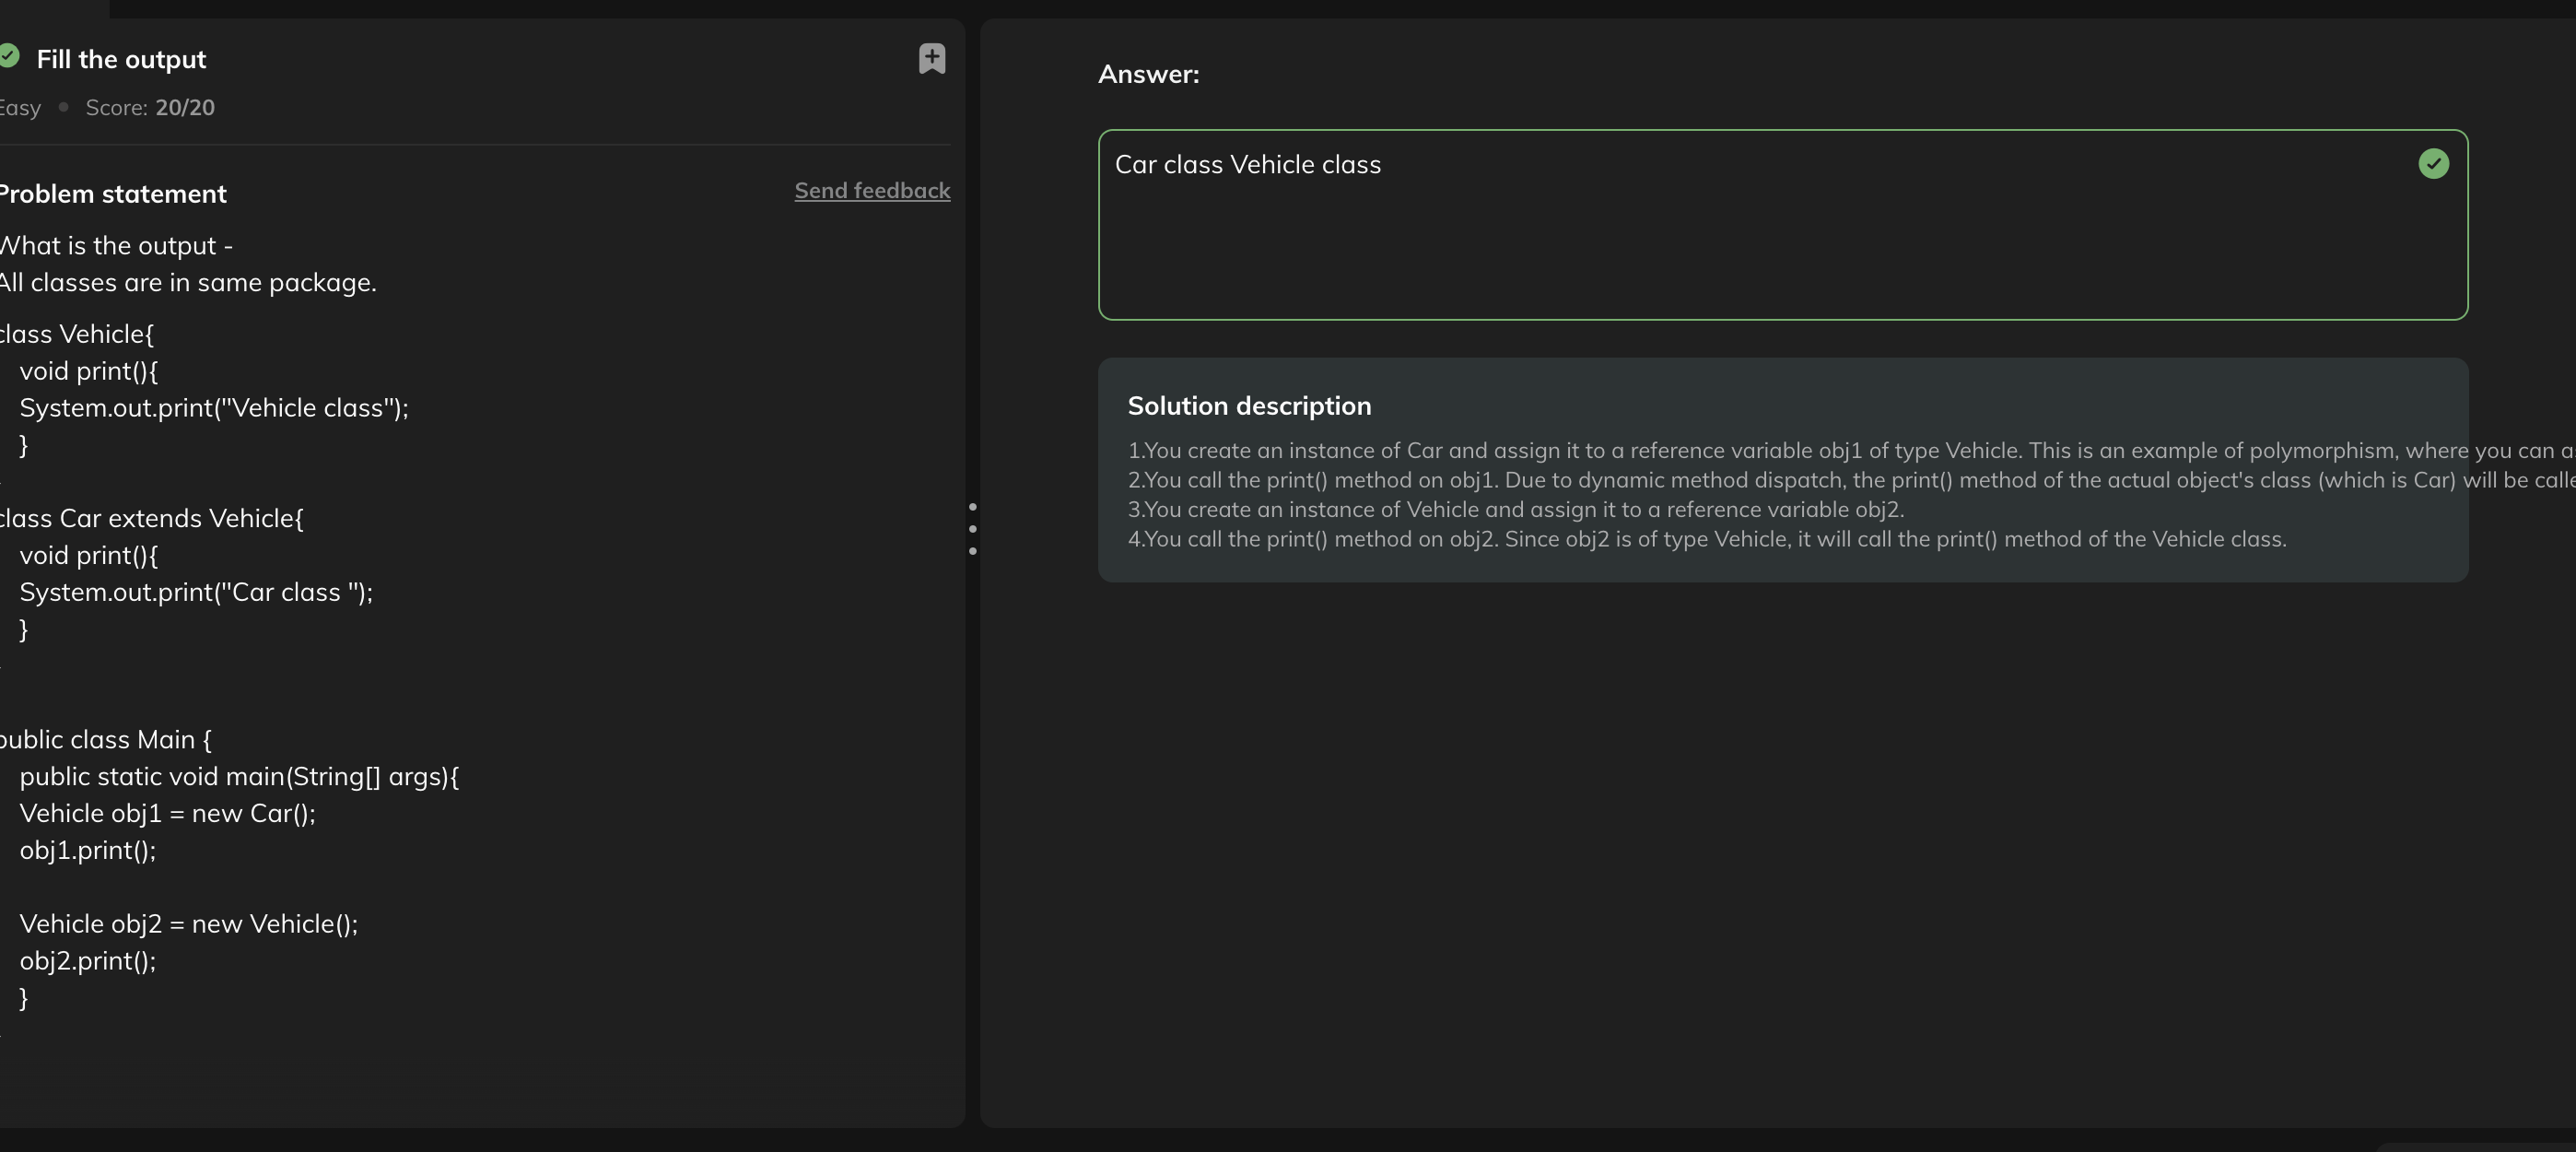 Fill the output
Easy • Score: 20/20
Problem statement
Send feedback
What is the output -
All classes are in same package.
class Vehicle{
void print(){
System.out.print("Vehicle class");
}
class Car extends Vehicle{
void print(){
System.out.print("Car class ");
}
public class Main {
public static void main(String[] args){
Vehicle obj1 = new Car();
obj1.print();
Vehicle obj2 = new Vehicle();
obj2.print();
}
Answer:
Car class Vehicle class
Solution description
1.You create an instance of Car and assign it to a reference variable obj1 of type Vehicle. This is an example of polymorphism, where you can
2.You call the print() method on obj1. Due to dynamic method dispatch, the print() method of the actual object's class (which is Car) will be
3.You create an instance of Vehicle and assign it to a reference variable obj2.
4.You call the print() method on obj2. Since obj2 is of type Vehicle, it will call the print() method of the Vehicle class.